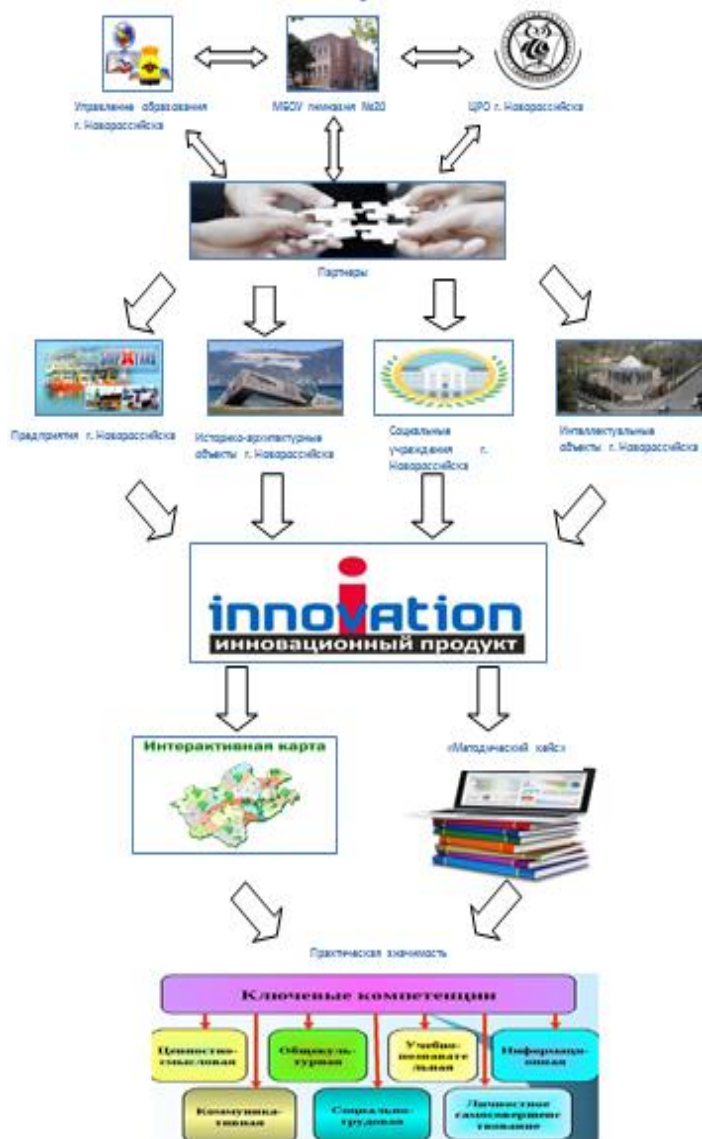 Управление образования
г. Новороссийска
МБОУ гимназия №20
ЦРО г. Новороссийска
Партнеры
Предприятия г. Новороссийска
Историко-архитектурные
объекты г. Новороссийска
Социальные
учреждения г.
Новороссийска
Интеллектуальные
объекты г. Новороссийска
innovation
инновационный продукт
Интерактивная карта
«Методический кейс»
Практическая значимость
Ключевые компетенции
Ценностно-
смысловая
Общекуль-
турная
Учебно-
познавате
льная
Информаци-
онная
Коммуника-
тивная
Социально-
трудовая
Личностное
самосовершенс
твование